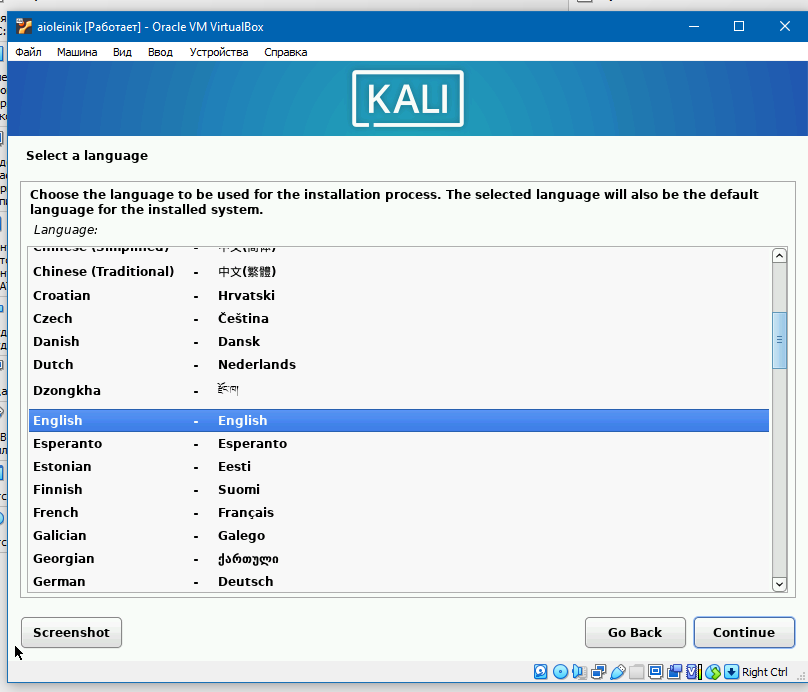 aioleinik [Работает] - Oracle VM VirtualBox
Файл Машина Вид Ввод Устройства Справка
KALI
Select a language
Choose the language to be used for the installation process. The selected language will also be the default
language for the installed system.
Language:
Chinese (Simplified) - 中文(简体)
Chinese (Traditional) - 中文(繁體)
Croatian - Hrvatski
Czech - Čeština
Danish - Dansk
Dutch - Nederlands
Dzongkha - རྫོང་ཁ།
English - English
Esperanto - Esperanto
Estonian - Eesti
Finnish - Suomi
French - Français
Galician - Galego
Georgian - ქართული
German - Deutsch
Screenshot Go Back Continue
Right Ctrl